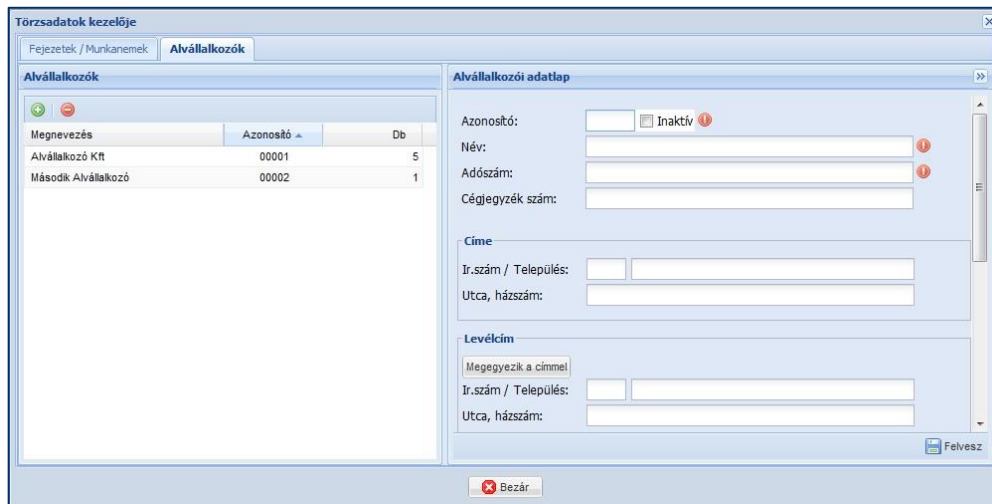 Törzsadatok kezelője
Fejezetek / Munkanemek Alvállalkozók
Alvállalkozók
Megnevezés Azonosító Db
Alvállalkozó Kft 00001 5
Második Alvállalkozó 00002 1
Alvállalkozói adatlap
Azonosító: Inaktív
Név:
Adószám:
Cégjegyzék szám:
Címe
Ir.szám / Település:
Utca, házszám:
Levélcím
Megegyezik a címmel
Ir.szám / Település:
Utca, házszám:
Felvesz
Bezár